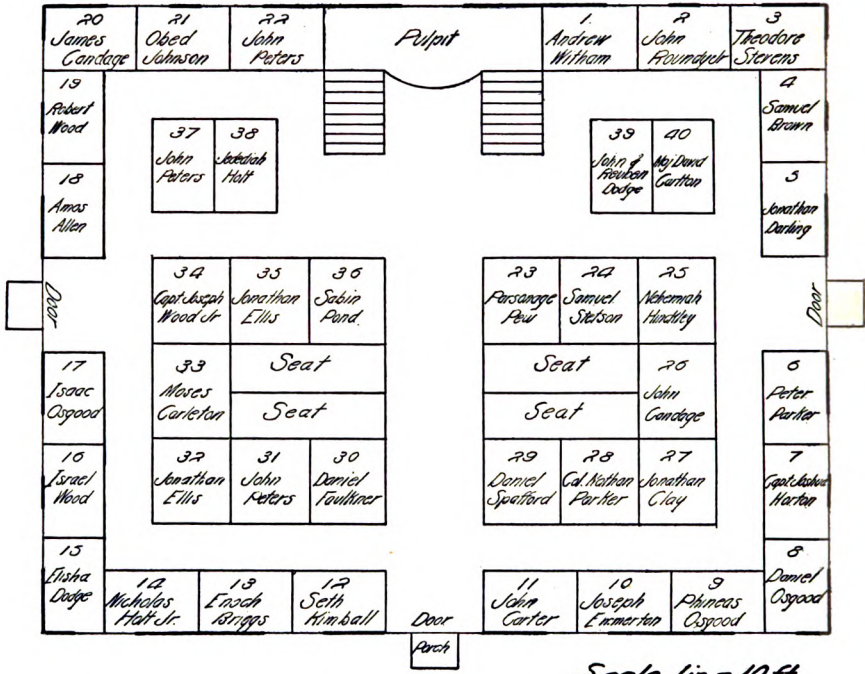 20
James
Candage
21
Obed
Johnson
22
John
Peters
Pulpit
1.
Andrew
Witham
2
John
Roundy Jr
3
Theodore
Stevens
19
Robert
Wood
4
Samuel
Brown
37
John
Peters
38
Jedediah
Holt
39
John &
Reuben
Dodge
40
Maj David
Carlton
18
Amos
Allen
5
Jonathan
Darling
Door
34
Capt Joseph
Wood Jr
35
Jonathan
Ellis
36
Sabin
Pond
23
Parsonage
Pew
24
Samuel
Stetson
25
Nehemiah
Hinckley
Door
17
Isaac
Osgood
33
Moses
Carleton
Seat
Seat
Seat
Seat
26
John
Candage
6
Peter
Parker
16
Israel
Wood
32
Jonathan
Ellis
31
John
Peters
30
Daniel
Faulkner
29
Daniel
Spafford
28
Col. Nathan
Parker
27
Jonathan
Clay
7
Capt Joshua
Horton
15
Elisha
Dodge
14
Nicholas
Holt Jr.
13
Enoch
Briggs
12
Seth
Kimball
Door
Porch
11
John
Carter
10
Joseph
Emmerton
9
Phineas
Osgood
8
Daniel
Osgood
Scale 1in = 10 ft